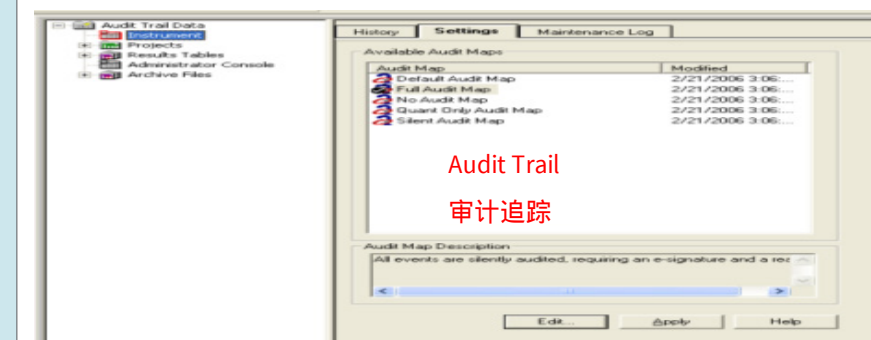 Audit Trail Data
Instrument
Projects
Results Tables
Administrator Console
Archive Files
History Settings Maintenance Log
Available Audit Maps
Audit Map Modified
Default Audit Map 2/21/2006 3:06:...
Full Audit Map 2/21/2006 3:06:...
No Audit Map 2/21/2006 3:06:...
Quant Only Audit Map 2/21/2006 3:06:...
Silent Audit Map 2/21/2006 3:06:...
Audit Trail
审计追踪
Audit Map Description
All events are silently audited, requiring an e-signature and a rea
Edit... Apply Help